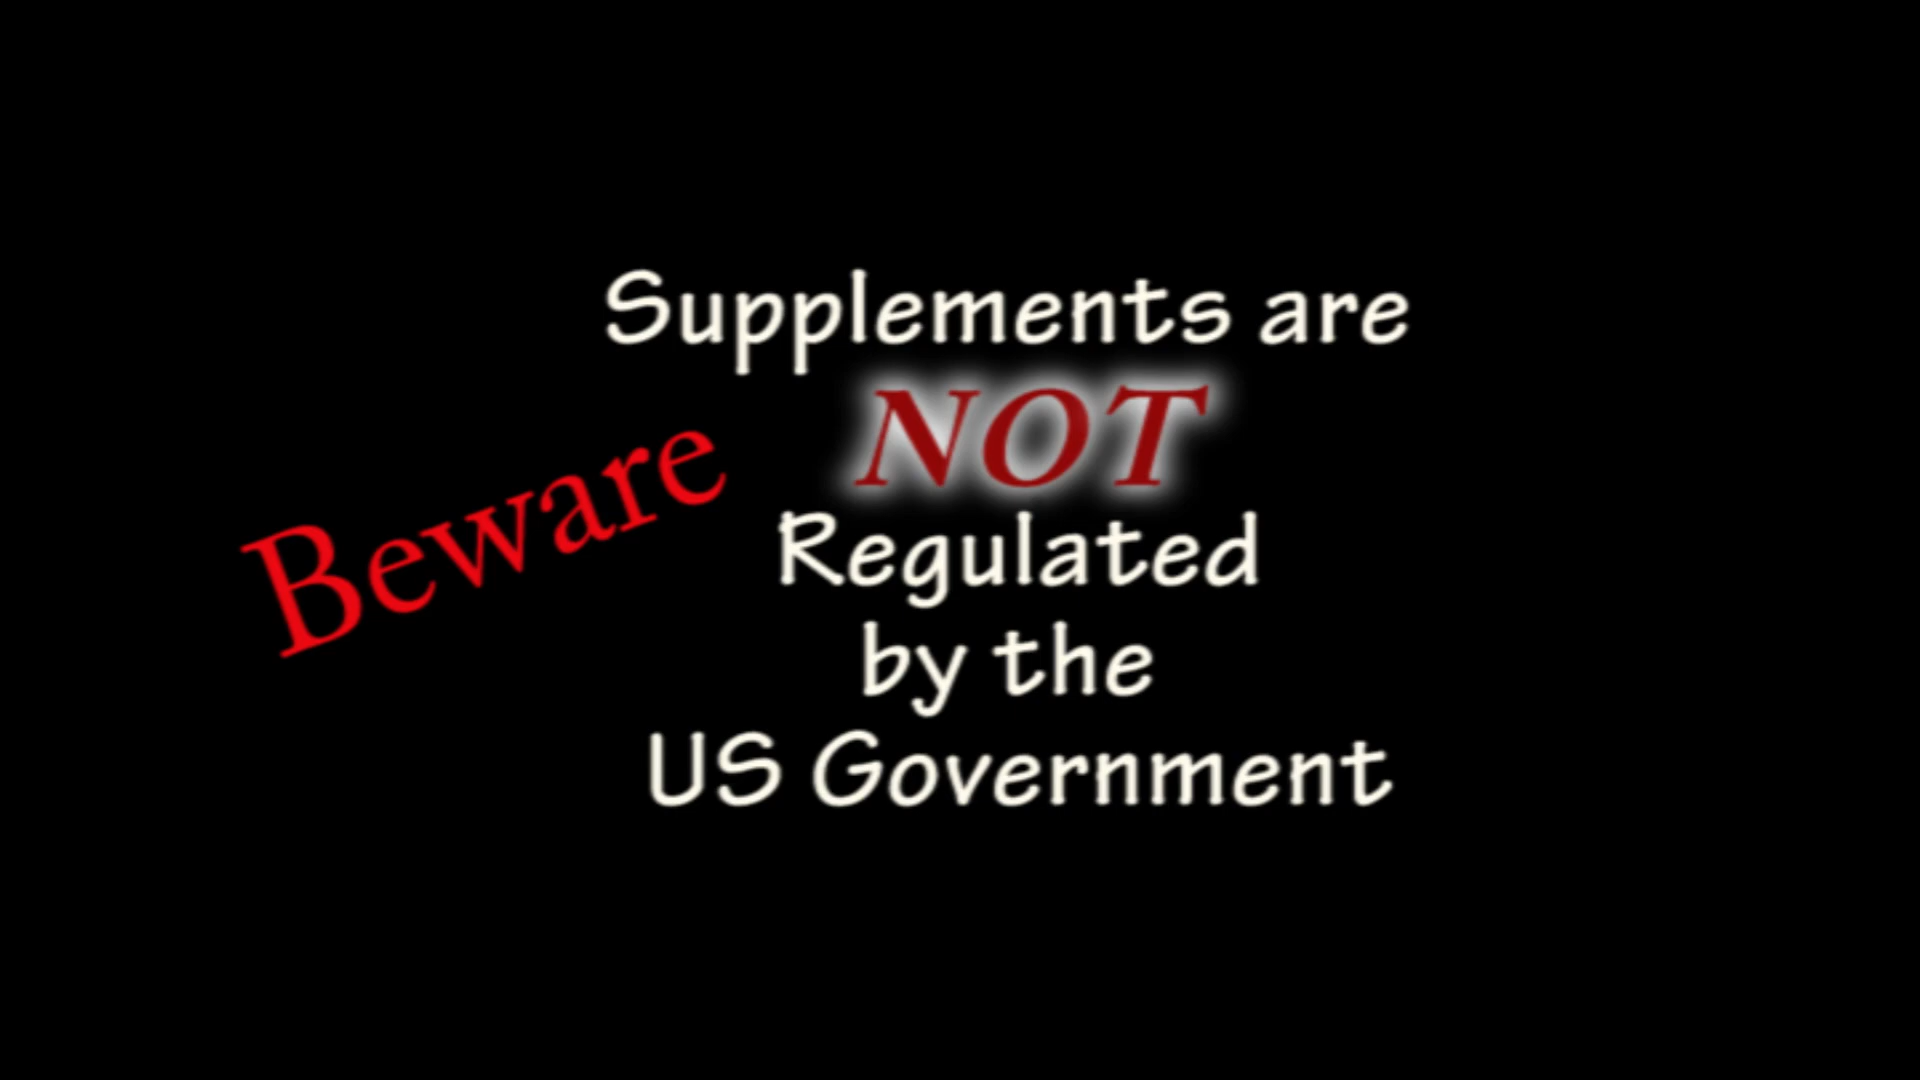 Supplements are
NOT
Beware
Regulated
by the
US Government